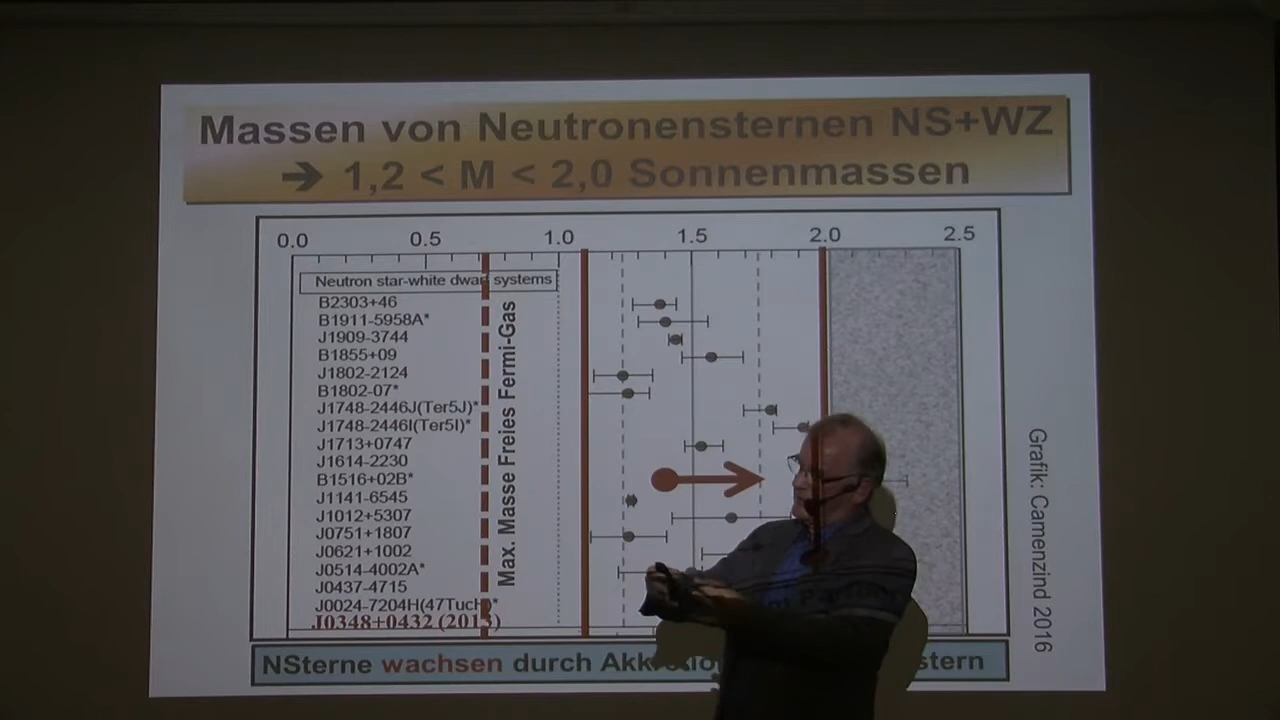 Massen von Neutronensternen NS+WZ
➔ 1,2 < M < 2,0 Sonnenmassen
0.0 0.5 1.0 1.5 2.0 2.5
Neutron star-white dwarf systems
B2303+46
B1911-5958A*
J1909-3744
B1855+09
J1802-2124
B1802-07*
J1748-2446J(Ter5J)*
J1748-2446I(Ter5I)*
J1713+0747
J1614-2230
B1516+02B*
J1141-6545
J1012+5307
J0751+1807
J0621+1002
J0514-4002A*
J0437-4715
J0024-7204H(47TucH)*
J0348+0432 (2013)
Max. Masse Freies Fermi-Gas
Grafik: Camenzind 2016
NSterne wachsen durch stern